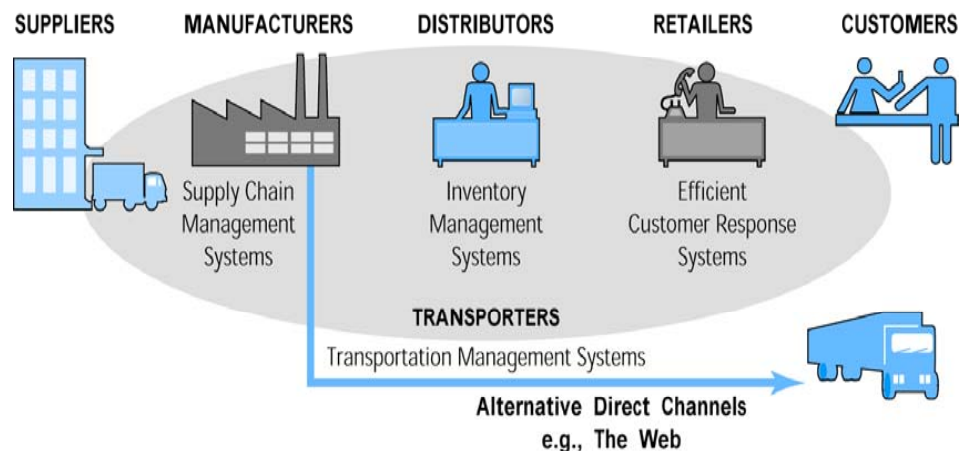 SUPPLIERS
MANUFACTURERS
DISTRIBUTORS
RETAILERS
CUSTOMERS
Supply Chain
Management
Systems
Inventory
Management
Systems
Efficient
Customer Response
Systems
TRANSPORTERS
Transportation Management Systems
Alternative Direct Channels
e.g., The Web